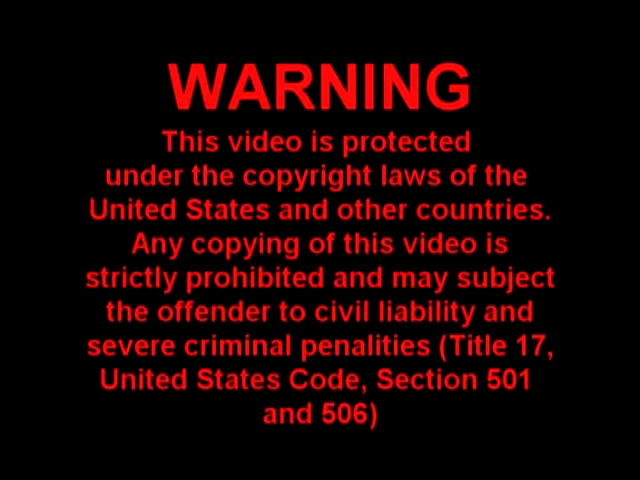 WARNING
This video is protected
under the copyright laws of the
United States and other countries.
Any copying of this video is
strictly prohibited and may subject
the offender to civil liability and
severe criminal penalities (Title 17,
United States Code, Section 501
and 506)